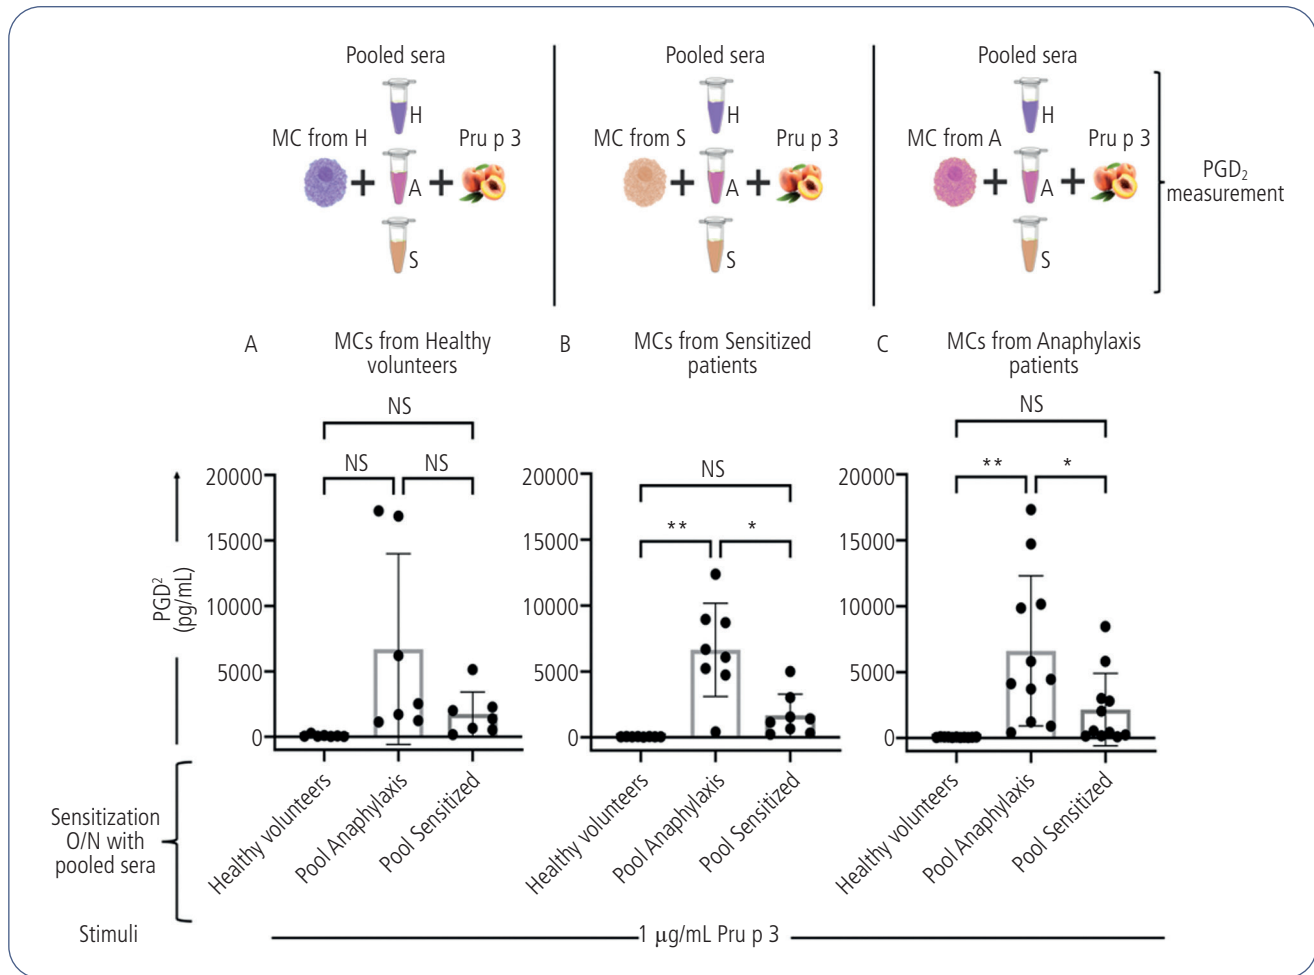 Pooled sera
H
MC from H
Pru p 3
A
S
Pooled sera
H
MC from S
Pru p 3
A
S
Pooled sera
H
MC from A
Pru p 3
A
S
PGD₂
measurement
A
MCs from Healthy
volunteers
B
MCs from Sensitized
patients
C
MCs from Anaphylaxis
patients
PGD²
(pg/mL)
NS
NS
NS
20000
15000
10000
5000
0
Healthy volunteers
Pool Anaphylaxis
Pool Sensitized
NS
**
*
20000
15000
10000
5000
0
Healthy volunteers
Pool Anaphylaxis
Pool Sensitized
NS
**
*
20000
15000
10000
5000
0
Healthy volunteers
Pool Anaphylaxis
Pool Sensitized
Sensitization
O/N with
pooled sera
Stimuli
1 μg/mL Pru p 3